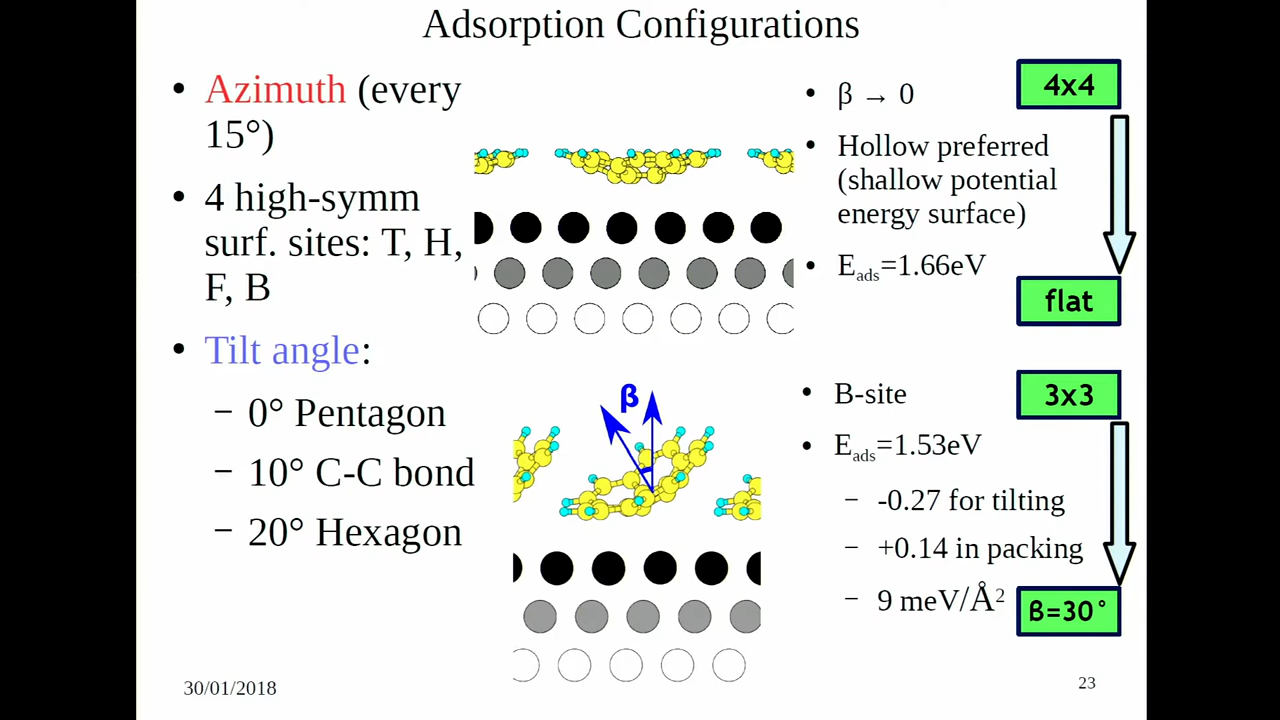 Adsorption Configurations
• Azimuth (every
15°)
• 4 high-symm
surf. sites: T, H,
F, B
• Tilt angle:
– 0° Pentagon
– 10° C-C bond
– 20° Hexagon
β
• β → 0
• Hollow preferred
(shallow potential
energy surface)
• Eads=1.66eV
4x4
flat
• B-site
• Eads=1.53eV
– -0.27 for tilting
– +0.14 in packing
– 9 meV/Å2
3x3
β=30°
30/01/2018
23